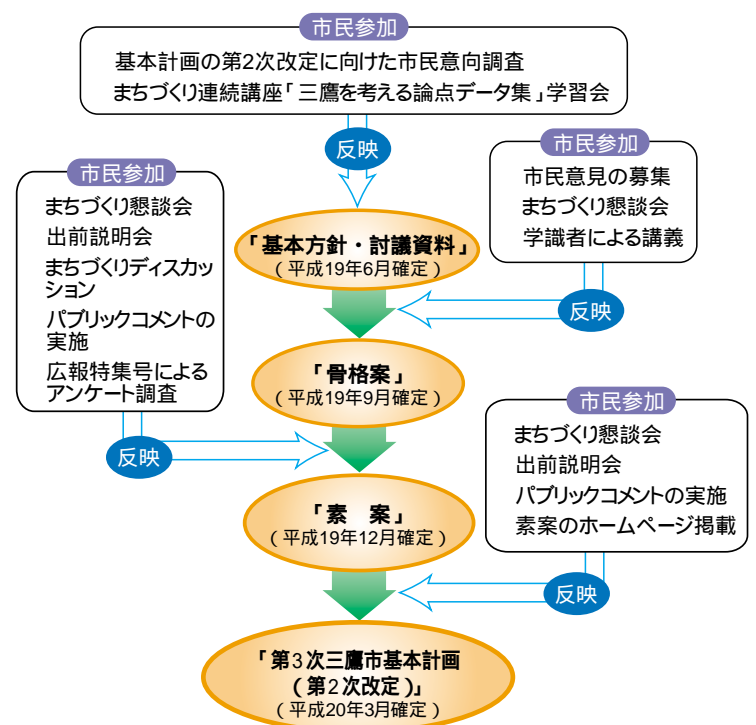 市民参加
基本計画の第2次改定に向けた市民意向調査
まちづくり連続講座「三鷹を考える論点データ集」学習会
反映
市民参加
まちづくり懇談会
出前説明会
まちづくりディスカッ
ション
パブリックコメントの
実施
広報特集号による
アンケート調査
反映
市民参加
市民意見の募集
まちづくり懇談会
学識者による講義
反映
「基本方針・討議資料」
(平成19年6月確定)
「骨格案」
(平成19年9月確定)
市民参加
まちづくり懇談会
出前説明会
パブリックコメントの実施
素案のホームページ掲載
反映
「素　案」
(平成19年12月確定)
「第3次三鷹市基本計画
(第2次改定)」
(平成20年3月確定)